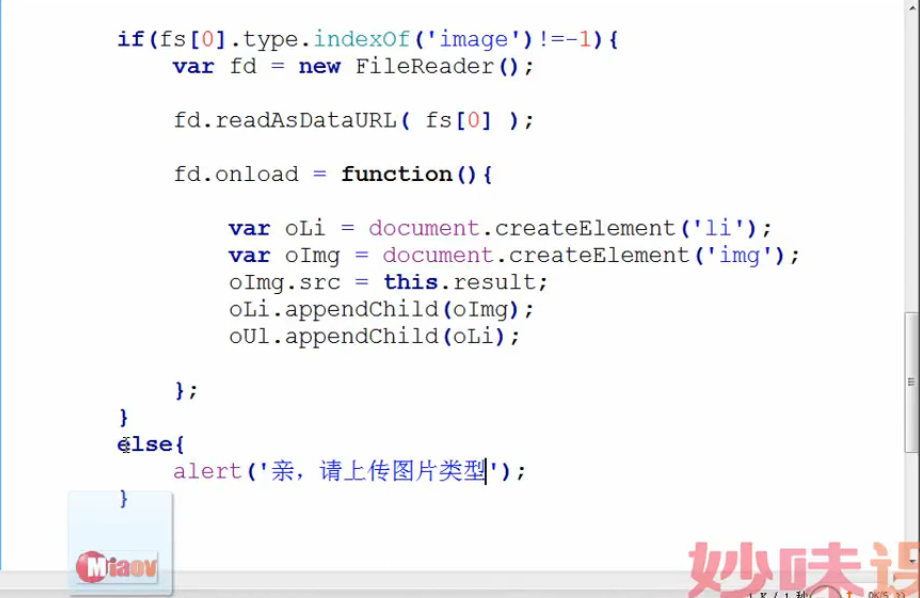 if(fs[0].type.indexOf('image')!=-1){
var fd = new FileReader();
fd.readAsDataURL( fs[0] );
fd.onload = function(){
var oLi = document.createElement('li');
var oImg = document.createElement('img');
oImg.src = this.result;
oLi.appendChild(oImg);
oUl.appendChild(oLi);
};
}
else{
alert('亲，请上传图片类型');
}
Miaov
妙味设